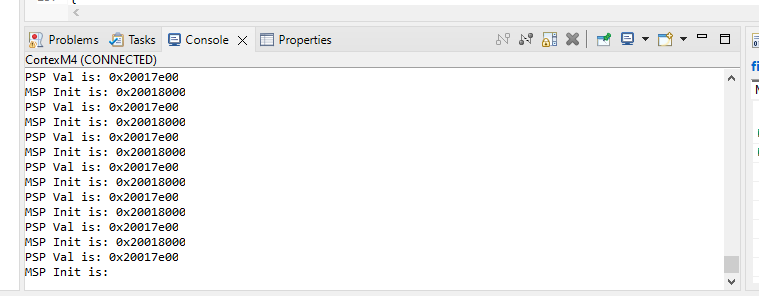 Problems Tasks Console Properties
CortexM4 (CONNECTED)
PSP Val is: 0x20017e00
MSP Init is: 0x20018000
PSP Val is: 0x20017e00
MSP Init is: 0x20018000
PSP Val is: 0x20017e00
MSP Init is: 0x20018000
PSP Val is: 0x20017e00
MSP Init is: 0x20018000
PSP Val is: 0x20017e00
MSP Init is: 0x20018000
PSP Val is: 0x20017e00
MSP Init is: 0x20018000
PSP Val is: 0x20017e00
MSP Init is: